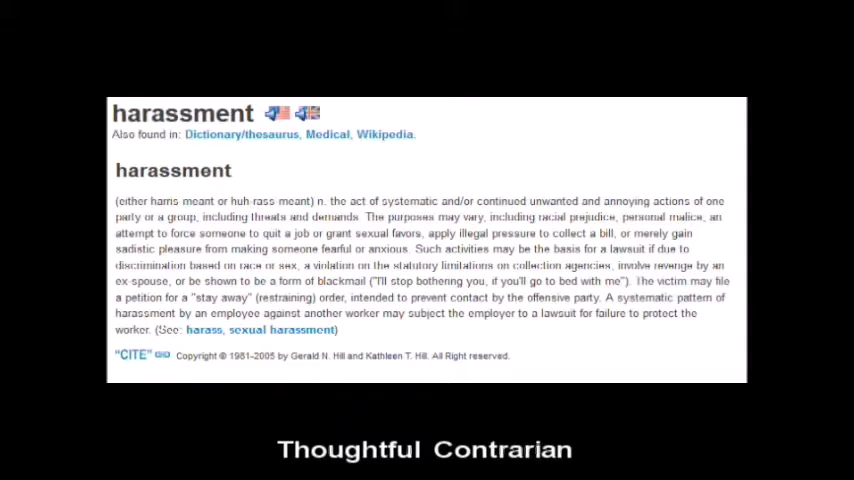 harassment
Also found in: Dictionary/thesaurus, Medical, Wikipedia.
harassment
(either harris meant or huh-rass meant) n. the act of systematic and/or continued unwanted and annoying actions of one
party or a group, including threats and demands. The purposes may vary, including racial prejudice, personal malice, an
attempt to force someone to quit a job or grant sexual favors, apply illegal pressure to collect a bill, or merely gain
sadistic pleasure from making someone fearful or anxious. Such activities may be the basis for a lawsuit if due to
discrimination based on race or sex, a violation on the statutory limitations on collection agencies, involve revenge by an
ex-spouse, or be shown to be a form of blackmail ("I'll stop bothering you, if you'll go to bed with me"). The victim may file
a petition for a "stay away" (restraining) order, intended to prevent contact by the offensive party. A systematic pattern of
harassment by an employee against another worker may subject the employer to a lawsuit for failure to protect the
worker. (See: harass, sexual harassment)
"CITE" Copyright © 1981-2005 by Gerald N. Hill and Kathleen T. Hill. All Right reserved.
Thoughtful Contrarian